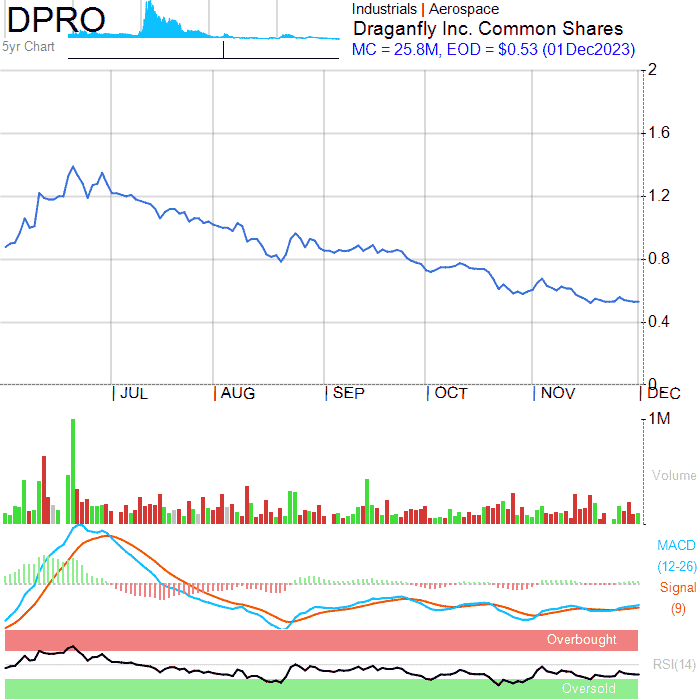 DPRO
5yr Chart
Industrials | Aerospace
Draganfly Inc. Common Shares
MC = 25.8M, EOD = $0.53 (01Dec2023)
2
1.6
1.2
0.8
0.4
0
JUL AUG SEP OCT NOV DEC
1M
Volume
MACD
(12-26)
Signal
(9)
Overbought
RSI(14)
Oversold